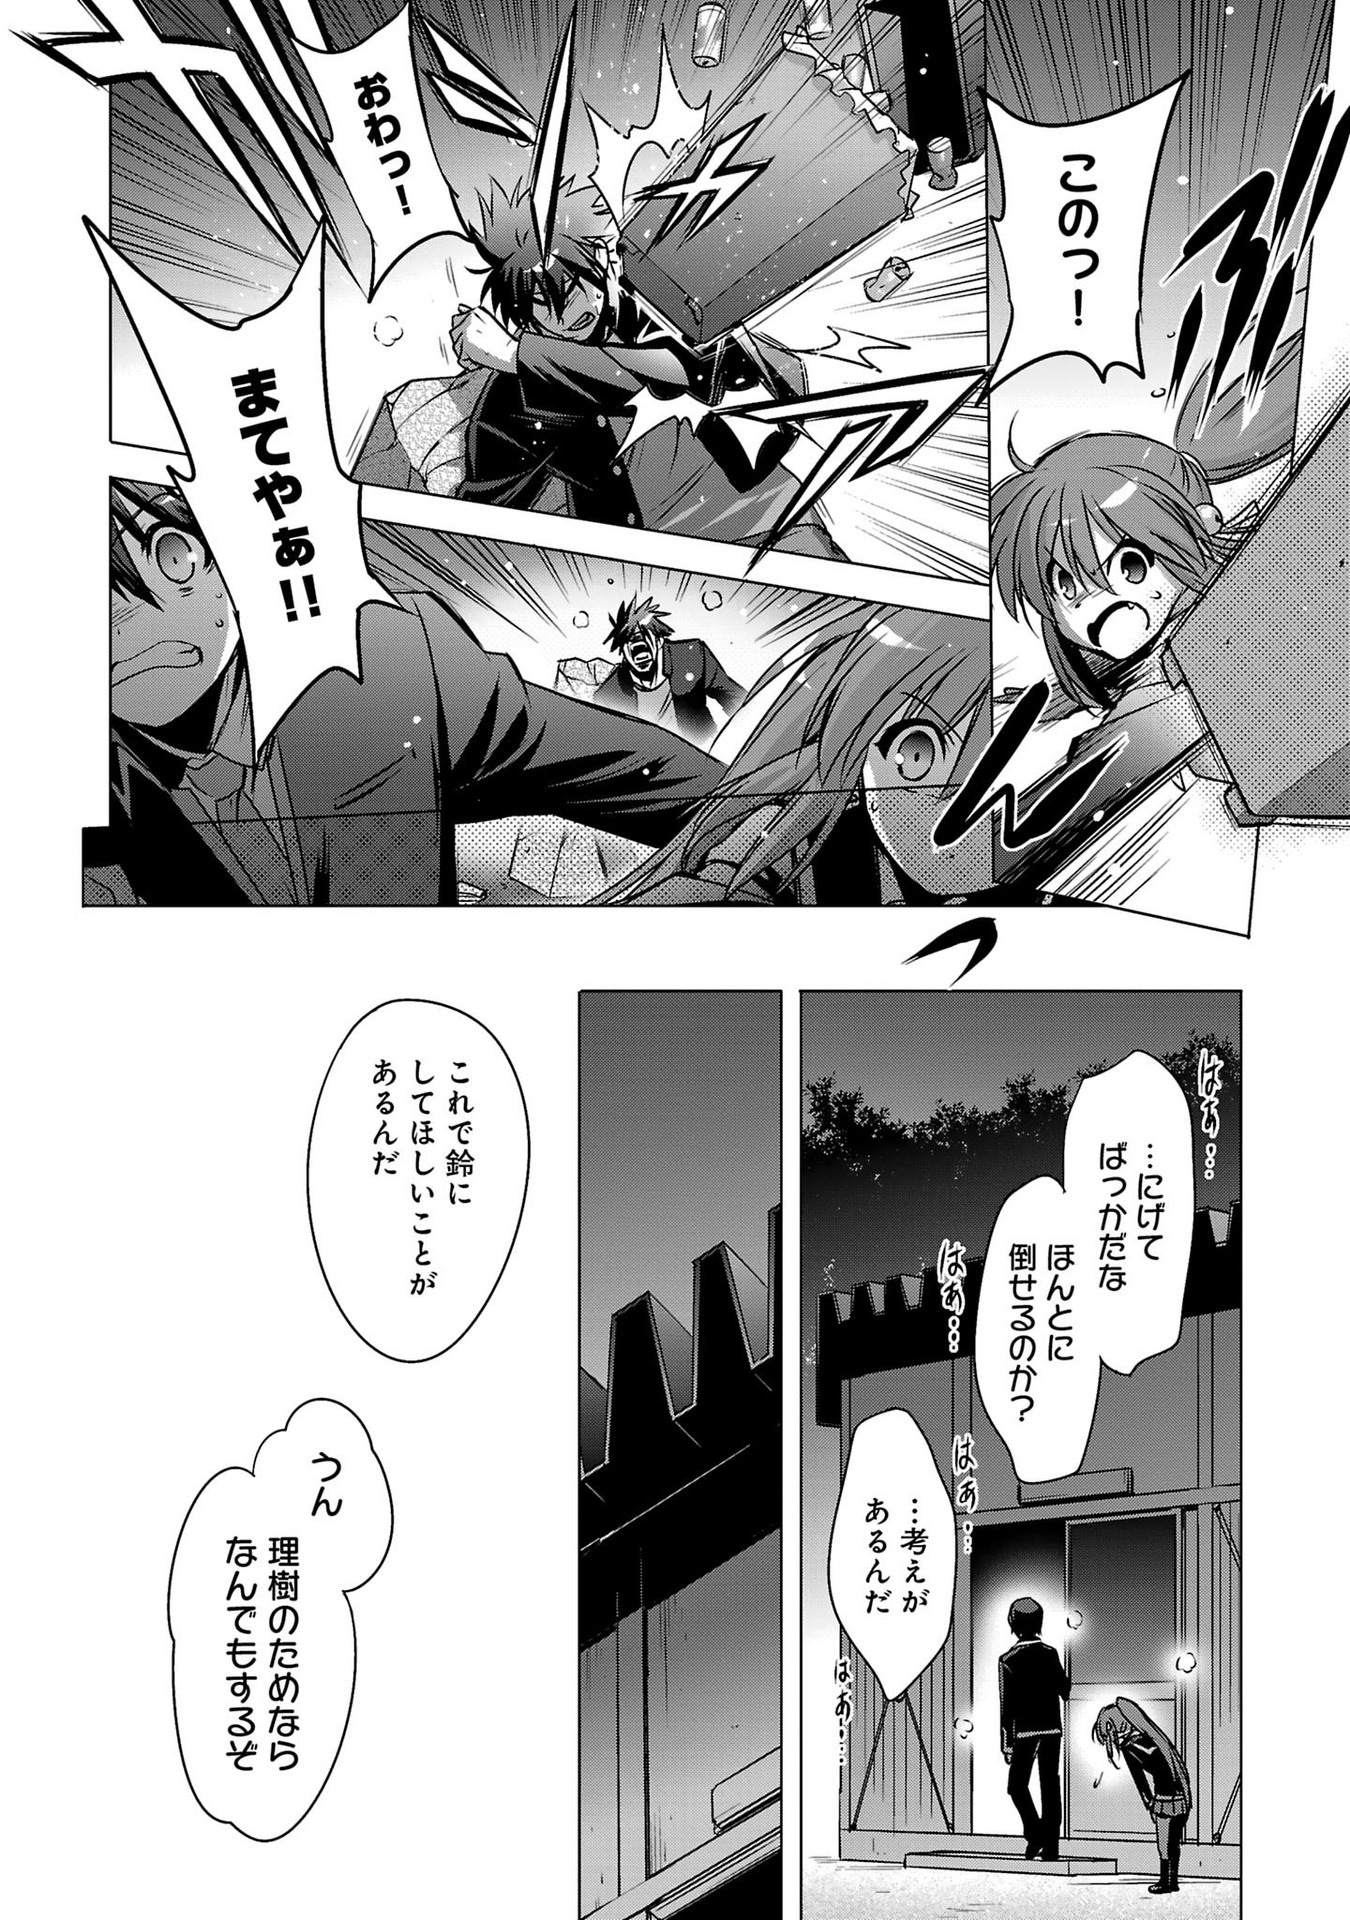 このっ！
おわっ！
まてやぁ!!
はぁ…
…にげて
ばっかだな
ほんとに
倒せるのか？
はぁ…
はぁ…
…考えが
あるんだ
はぁ…
これで鈴に
してほしいことが
あるんだ
うん
理樹のためなら
なんでもするぞ